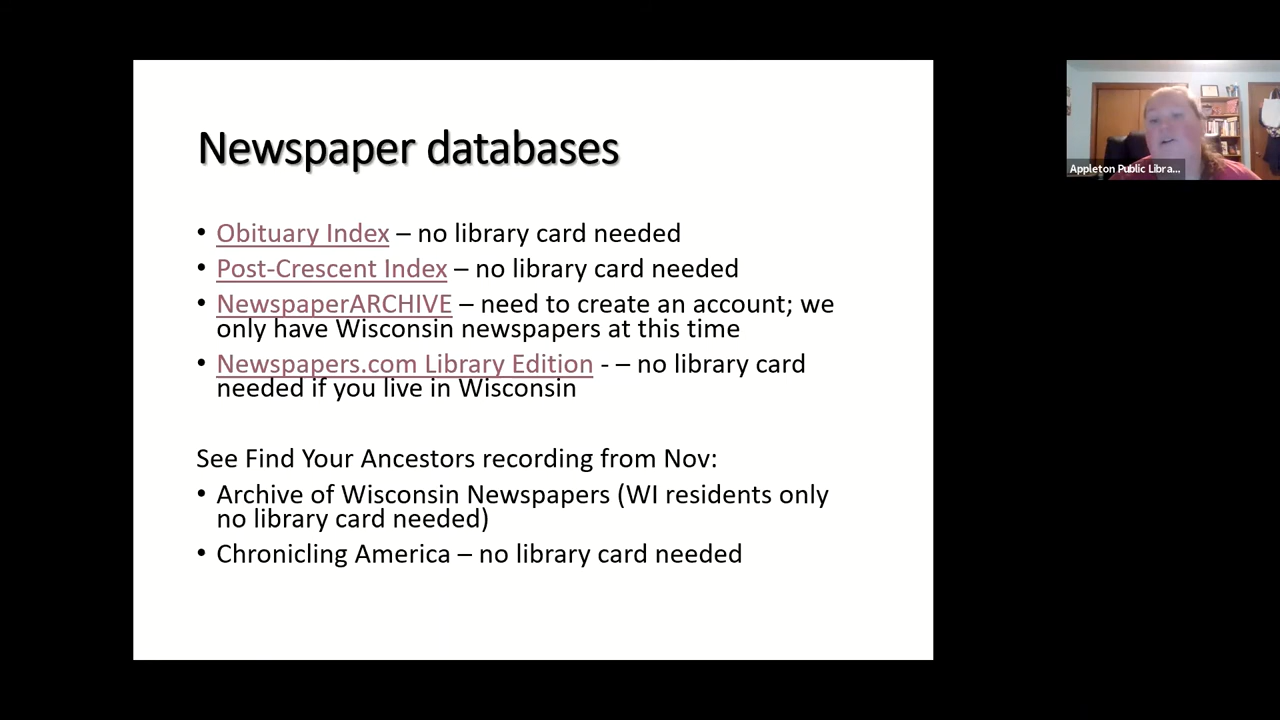 Newspaper databases
• Obituary Index – no library card needed
• Post-Crescent Index – no library card needed
• NewspaperARCHIVE – need to create an account; we
only have Wisconsin newspapers at this time
• Newspapers.com Library Edition - – no library card
needed if you live in Wisconsin
See Find Your Ancestors recording from Nov:
• Archive of Wisconsin Newspapers (WI residents only
no library card needed)
• Chronicling America – no library card needed
Appleton Public Libra...